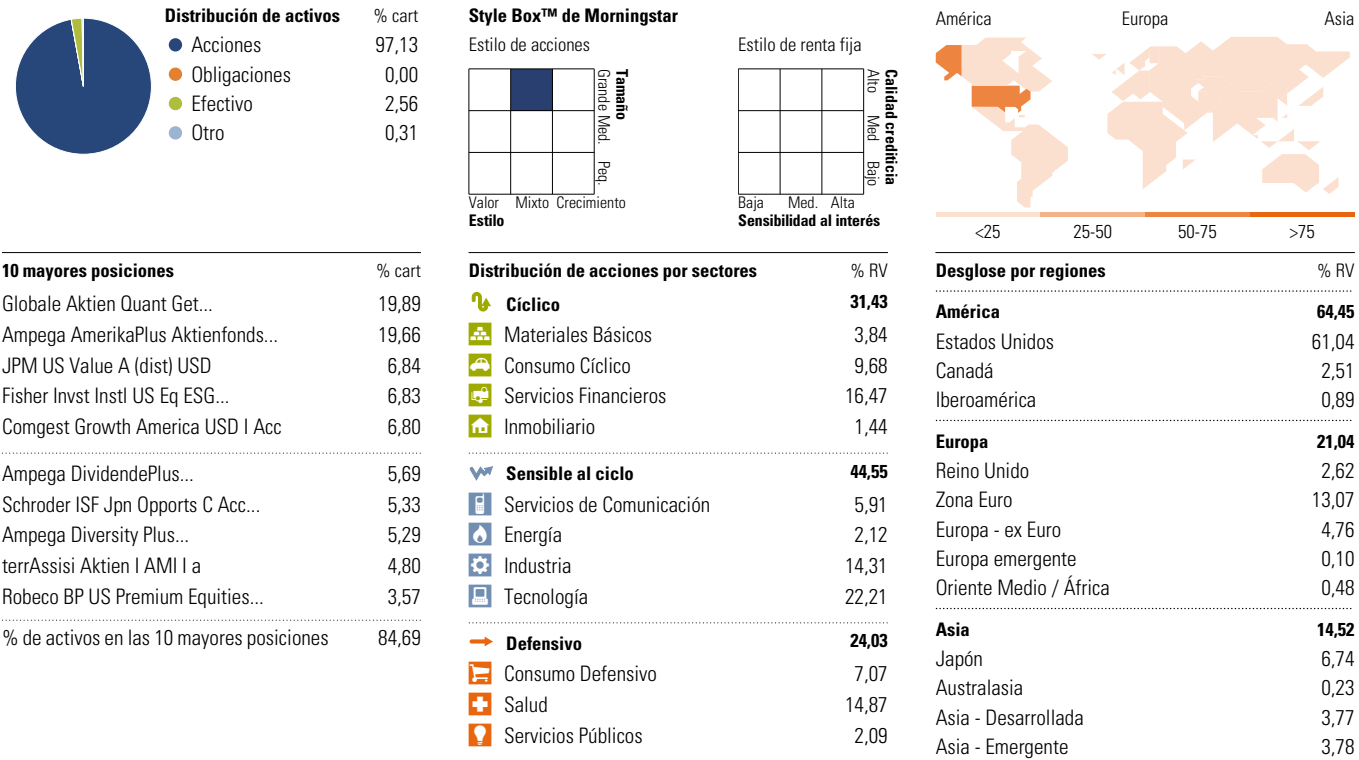 Distribución de activos % cart
Acciones 97,13
Obligaciones 0,00
Efectivo 2,56
Otro 0,31
Style Box™ de Morningstar
Estilo de acciones
Tamaño
Grande Med. Peq.
Valor Mixto Crecimiento
Estilo
Estilo de renta fija
Calidad crediticia
Alto Med Bajo
Baja Med. Alta
Sensibilidad al interés
América Europa Asia
<25 25-50 50-75 >75
10 mayores posiciones % cart
Globale Aktien Quant Get... 19,89
Ampega AmerikaPlus Aktienfonds... 19,66
JPM US Value A (dist) USD 6,84
Fisher Invst Instl US Eq ESG... 6,83
Comgest Growth America USD I Acc 6,80
Ampega DividendePlus... 5,69
Schroder ISF Jpn Opports C Acc... 5,33
Ampega Diversity Plus... 5,29
terrAssisi Aktien I AMI I a 4,80
Robeco BP US Premium Equities... 3,57
% de activos en las 10 mayores posiciones 84,69
Distribución de acciones por sectores % RV
Cíclico 31,43
Materiales Básicos 3,84
Consumo Cíclico 9,68
Servicios Financieros 16,47
Inmobiliario 1,44
Sensible al ciclo 44,55
Servicios de Comunicación 5,91
Energía 2,12
Industria 14,31
Tecnología 22,21
Defensivo 24,03
Consumo Defensivo 7,07
Salud 14,87
Servicios Públicos 2,09
Desglose por regiones % RV
América 64,45
Estados Unidos 61,04
Canadá 2,51
Iberoamérica 0,89
Europa 21,04
Reino Unido 2,62
Zona Euro 13,07
Europa - ex Euro 4,76
Europa emergente 0,10
Oriente Medio / África 0,48
Asia 14,52
Japón 6,74
Australasia 0,23
Asia - Desarrollada 3,77
Asia - Emergente 3,78